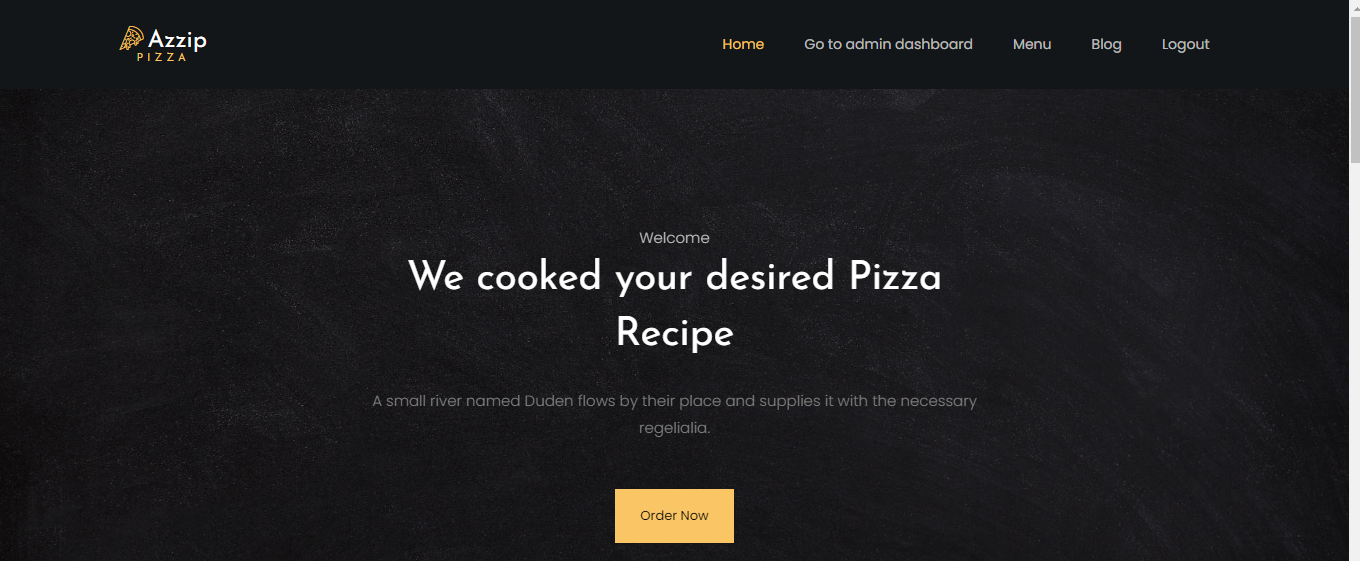 Azzip
PIZZA
Home Go to admin dashboard Menu Blog Logout
Welcome
We cooked your desired Pizza
Recipe
A small river named Duden flows by their place and supplies it with the necessary
regelialia.
Order Now